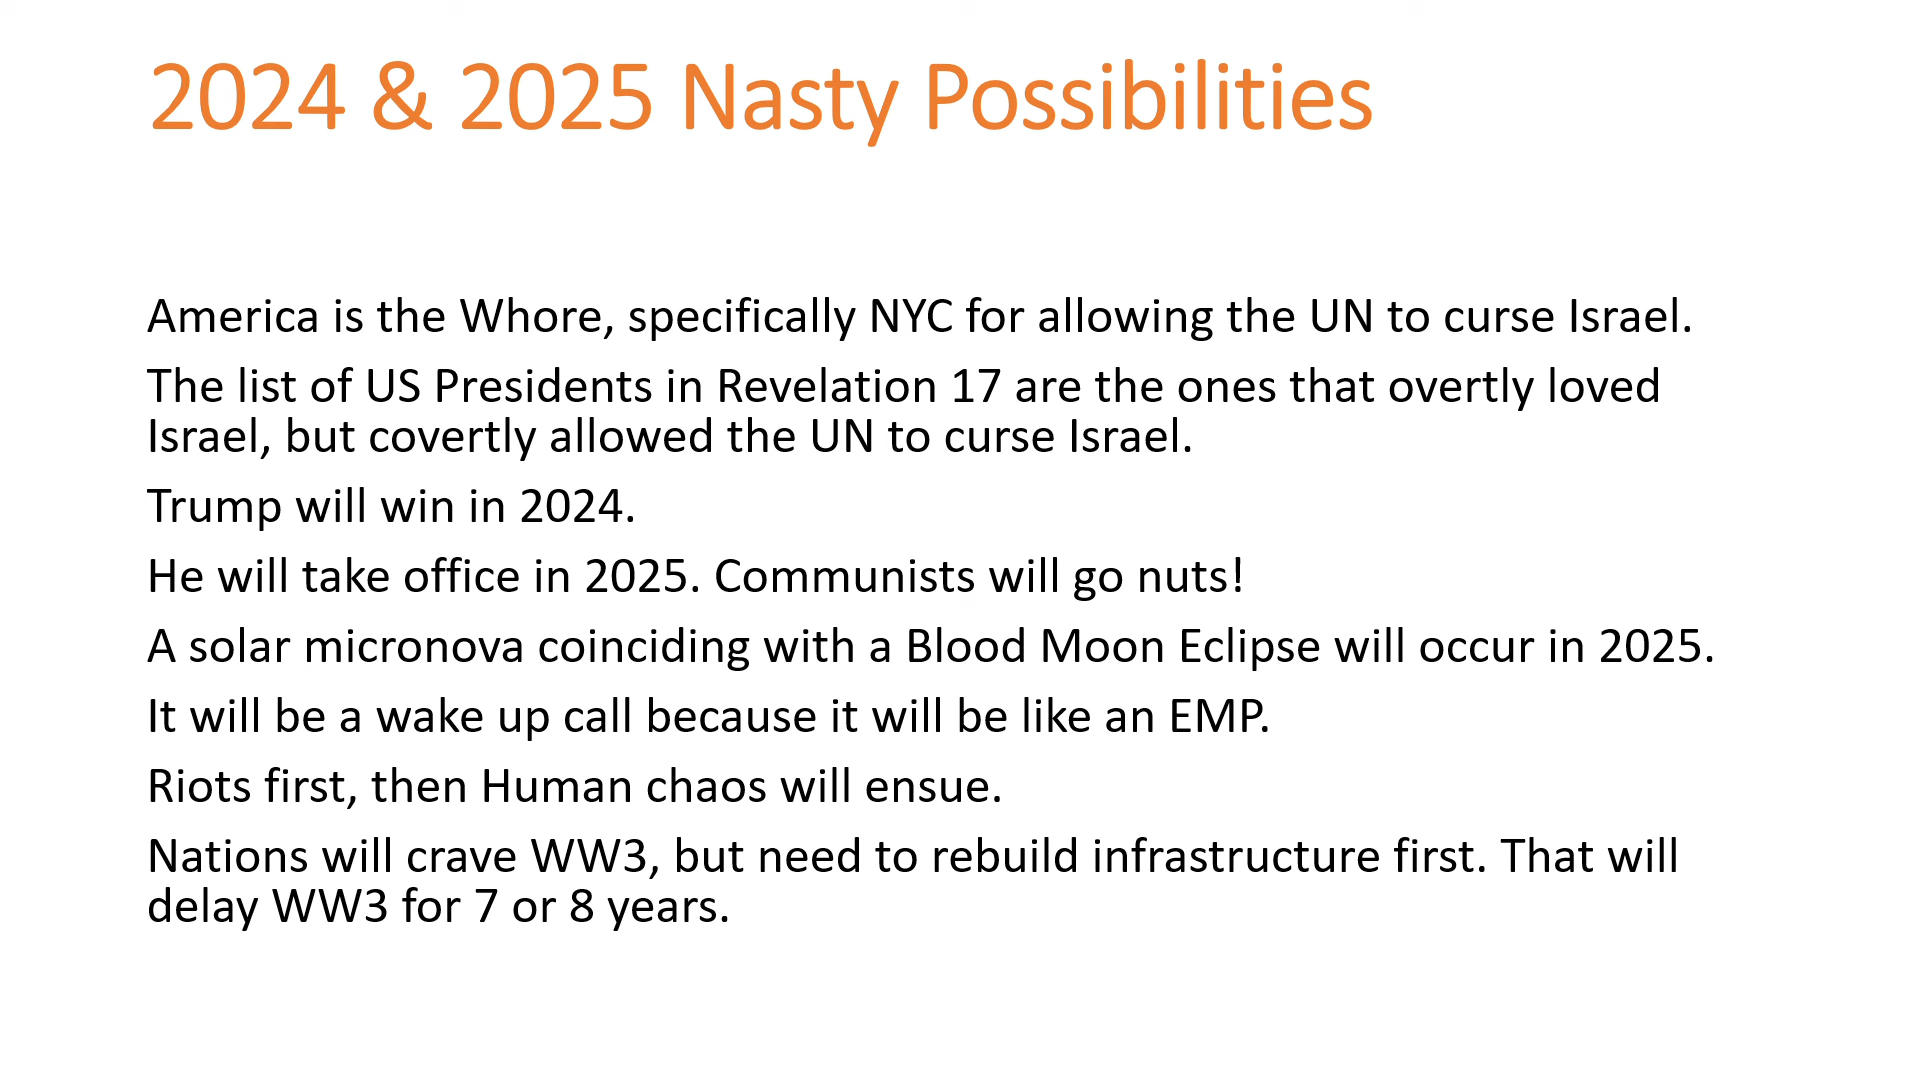 2024 & 2025 Nasty Possibilities
America is the Whore, specifically NYC for allowing the UN to curse Israel.
The list of US Presidents in Revelation 17 are the ones that overtly loved
Israel, but covertly allowed the UN to curse Israel.
Trump will win in 2024.
He will take office in 2025. Communists will go nuts!
A solar micronova coinciding with a Blood Moon Eclipse will occur in 2025.
It will be a wake up call because it will be like an EMP.
Riots first, then Human chaos will ensue.
Nations will crave WW3, but need to rebuild infrastructure first. That will
delay WW3 for 7 or 8 years.